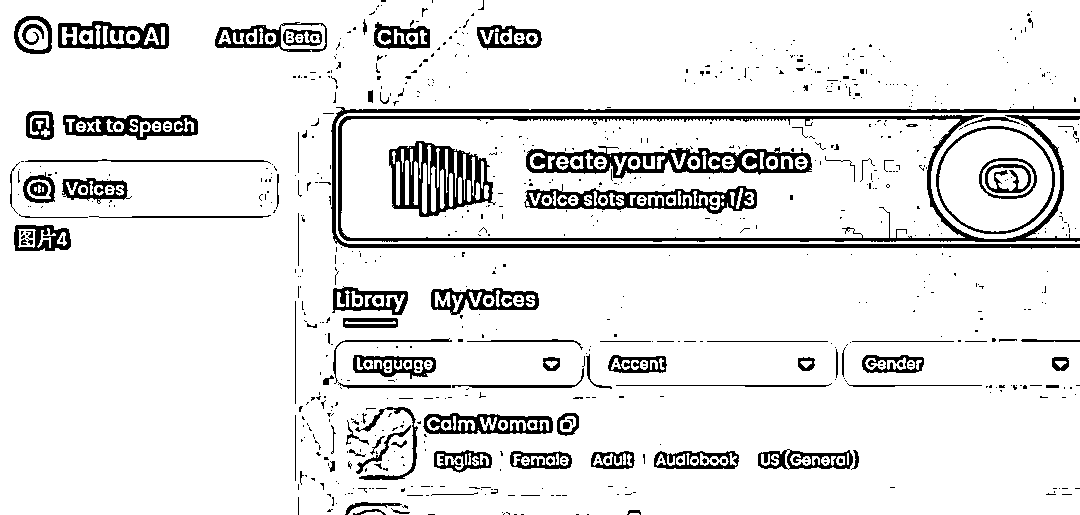 Hailuo AI
Audio Beta Chat Video
Text to Speech
Voices
图片4
Create your Voice Clone
Voice slots remaining: 1/3
Library My Voices
Language Accent Gender
Calm Woman
English Female Adult Audiobook US (General)